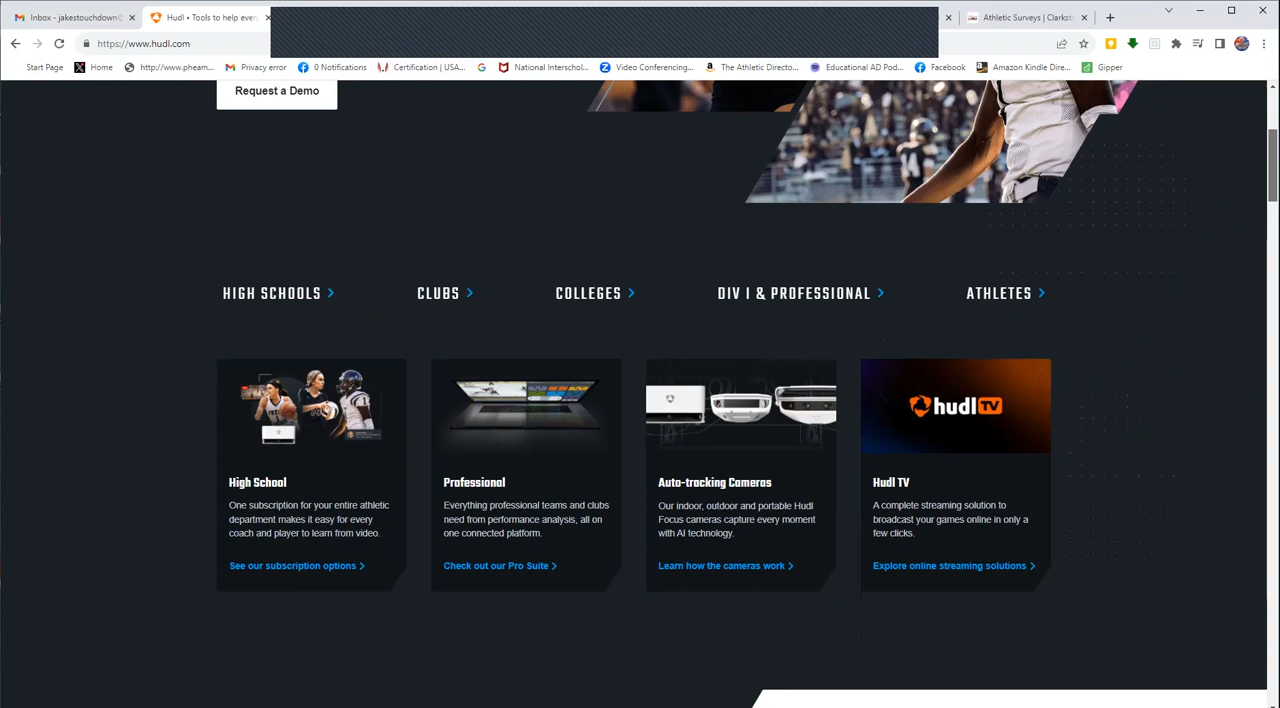 Inbox - jakestouchdown@
Hudl • Tools to help every
Athletic Surveys | Clarkst
https://www.hudl.com
Start Page
X Home
http://www.pheam...
Privacy error
0 Notifications
Certification | USA...
G
National Interschol...
Video Conferencing,...
The Athletic Directo...
Educational AD Pod...
Facebook
Amazon Kindle Dire...
Gipper
Request a Demo
44
HIGH SCHOOLS
CLUBS
COLLEGES
DIV I & PROFESSIONAL
ATHLETES
hudl TV
High School
One subscription for your entire athletic
department makes it easy for every
coach and player to learn from video.
See our subscription options
Professional
Everything professional teams and clubs
need from performance analysis, all on
one connected platform.
Check out our Pro Suite
Auto-tracking Cameras
Our indoor, outdoor and portable Hudl
Focus cameras capture every moment
with AI technology.
Learn how the cameras work
Hudl TV
A complete streaming solution to
broadcast your games online in only a
few clicks.
Explore online streaming solutions